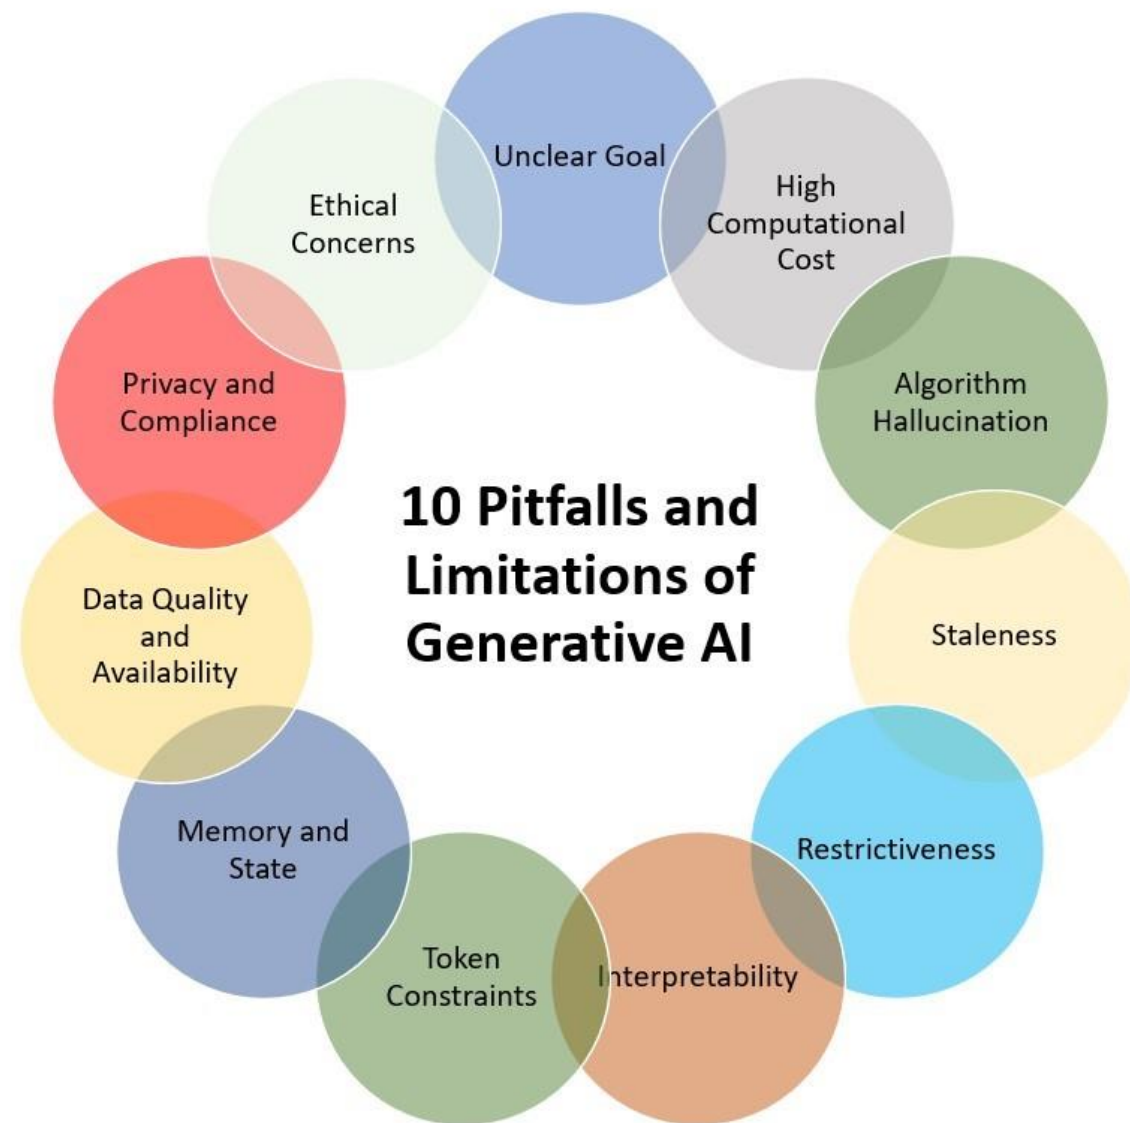 Unclear Goal
High
Computational
Cost
Algorithm
Hallucination
Staleness
Restrictiveness
Interpretability
Token
Constraints
Memory and
State
Data Quality
and
Availability
Privacy and
Compliance
Ethical
Concerns
10 Pitfalls and
Limitations of
Generative AI